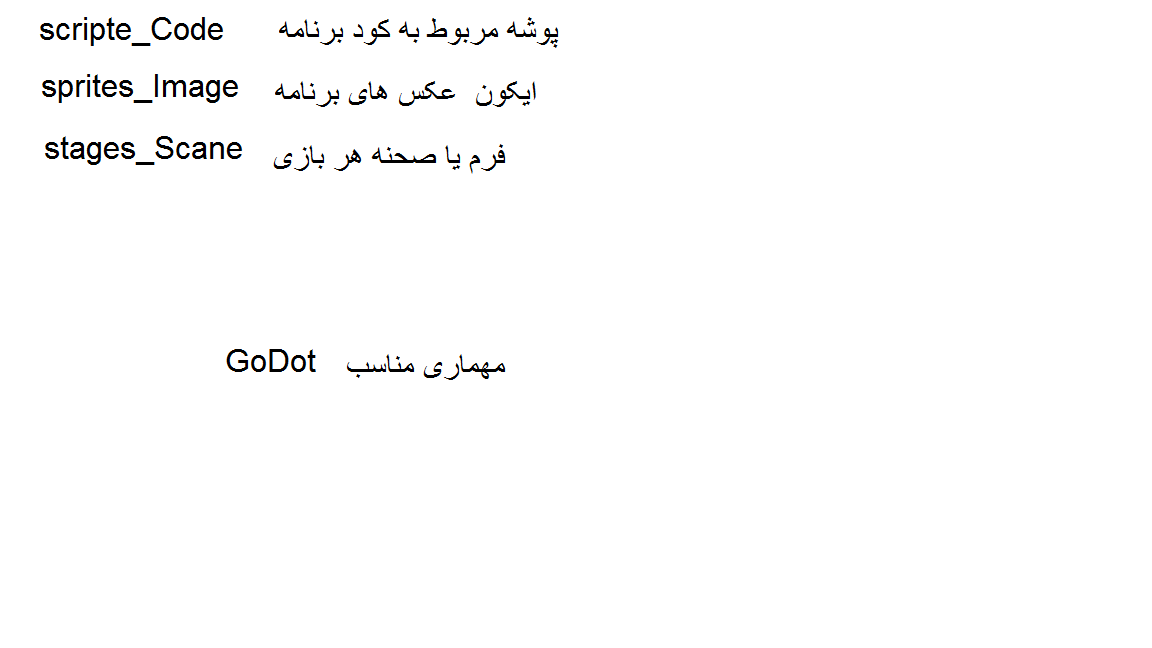 scripte_Code پوشه مربوط به کود برنامه
sprites_Image ایکون عکس های برنامه
stages_Scane فرم یا صحنه هر بازی
GoDot مهماری مناسب